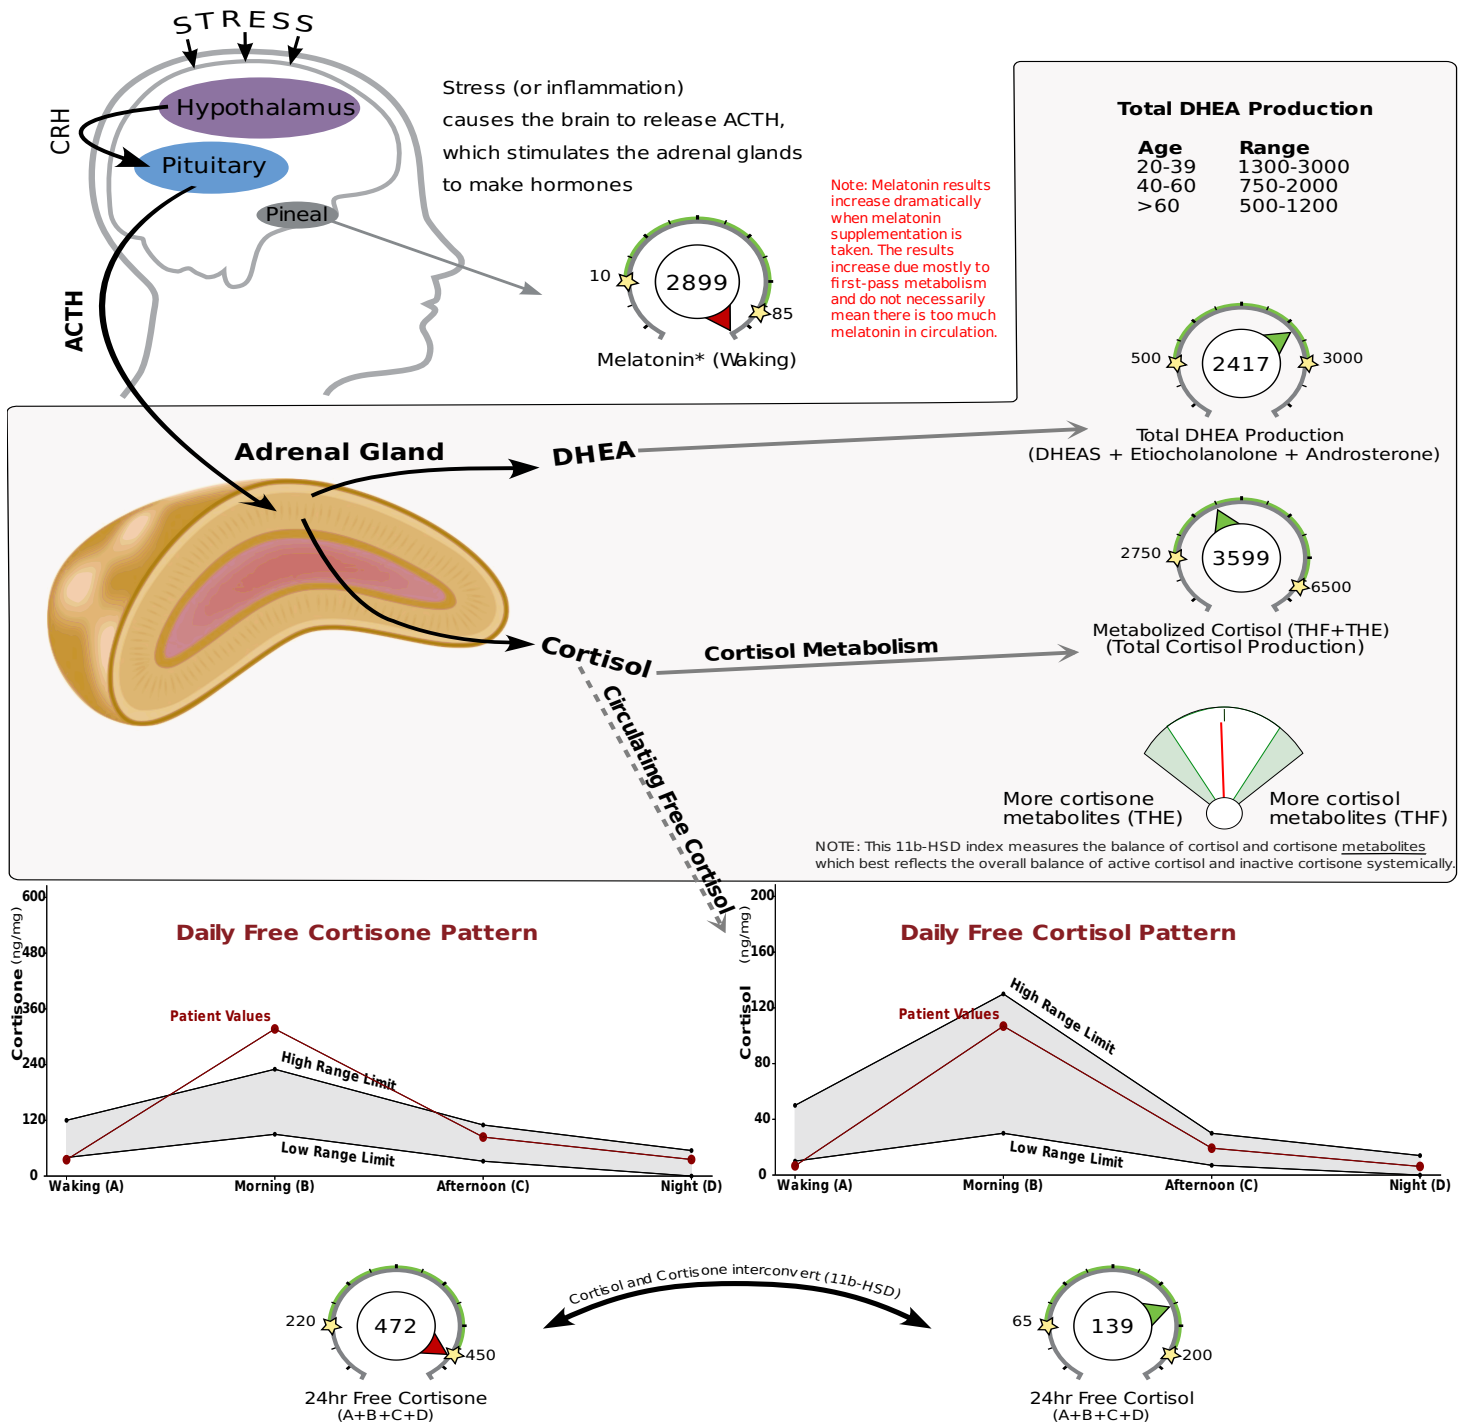 STRESS
Hypothalamus
CRH
Pituitary
Pineal
ACTH
Stress (or inflammation)
causes the brain to release ACTH,
which stimulates the adrenal glands
to make hormones
10
2899
85
Melatonin* (Waking)
Note: Melatonin results
increase dramatically
when melatonin
supplementation is
taken. The results
increase due mostly to
first-pass metabolism
and do not necessarily
mean there is too much
melatonin in circulation.
Total DHEA Production
Age Range
20-39 1300-3000
40-60 750-2000
>60 500-1200
500
2417
3000
Total DHEA Production
(DHEAS + Etiocholanolone + Androsterone)
Adrenal Gland
DHEA
2750
3599
6500
Metabolized Cortisol (THF+THE)
(Total Cortisol Production)
Cortisol
Cortisol Metabolism
Circulating Free Cortisol
More cortisone
metabolites (THE)
More cortisol
metabolites (THF)
NOTE: This 11b-HSD index measures the balance of cortisol and cortisone metabolites
which best reflects the overall balance of active cortisol and inactive cortisone systemically.
Daily Free Cortisone Pattern
Cortisone (ng/mg)
600
480
360
240
120
0
Patient Values
High Range Limit
Low Range Limit
Waking (A) Morning (B) Afternoon (C) Night (D)
Daily Free Cortisol Pattern
Cortisol (ng/mg)
200
160
120
80
40
0
Patient Values
High Range Limit
Low Range Limit
Waking (A) Morning (B) Afternoon (C) Night (D)
220
472
450
24hr Free Cortisone
(A+B+C+D)
Cortisol and Cortisone interconvert (11b-HSD)
65
139
200
24hr Free Cortisol
(A+B+C+D)